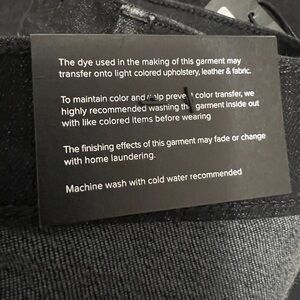 The dye used in the making of this garment may
transfer onto light colored upholstery, leather & fabric.
To maintain color and help prevent color transfer, we
highly recommended washing the garment inside out
with like colored items before wearing
The finishing effects of this garment may fade or change
with home laundering.
Machine wash with cold water recommended